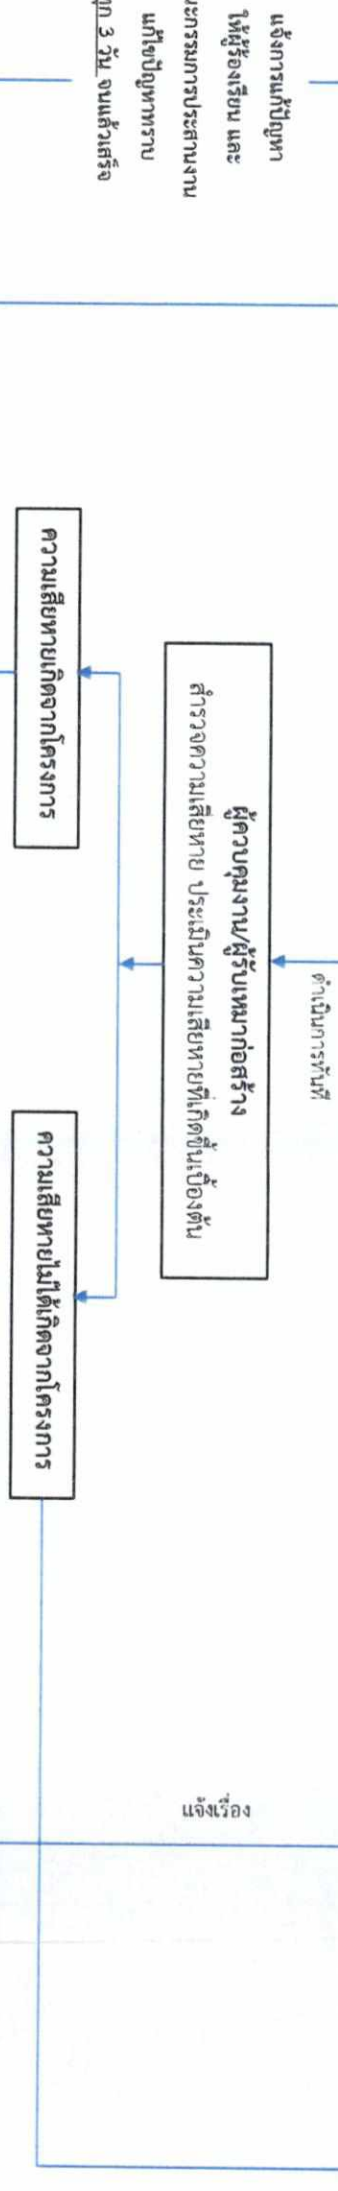 แจ้งการแก้ปัญหา
ให้ผู้ร้องเรียน และ
ะกรรมการประสานงาน
แก้ไขปัญหาทราบ
ุก 3 วัน จนแล้วเสร็จ
ดำเนินการทันที
ผู้ควบคุมงาน/ผู้รับเหมาก่อสร้าง
สำรวจความเสียหาย ประเมินความเสียหายที่เกิดขึ้นเบื้องต้น
ความเสียหายเกิดจากโครงการ
ความเสียหายไม่ได้เกิดจากโครงการ
แจ้งเรื่อง